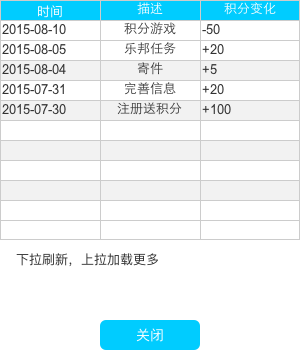 时间 描述 积分变化
2015-08-10 积分游戏 -50
2015-08-05 乐邦任务 +20
2015-08-04 寄件 +5
2015-07-31 完善信息 +20
2015-07-30 注册送积分 +100
下拉刷新，上拉加载更多
关闭